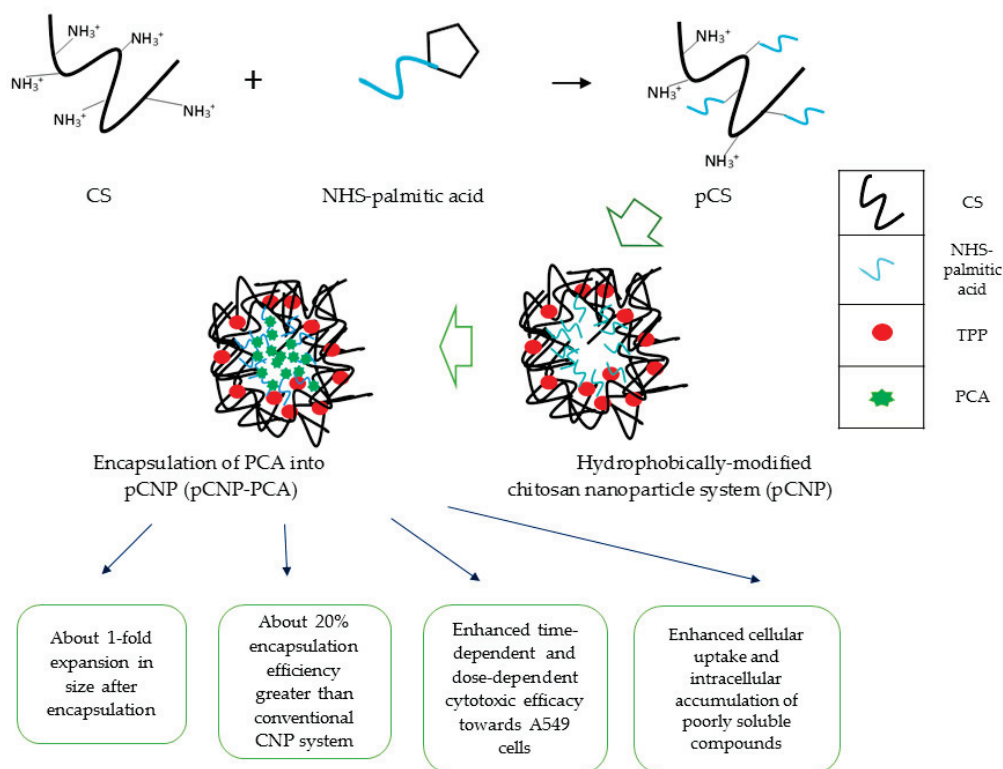 NH₃⁺
NH₃⁺
NH₃⁺
NH₃⁺
NH₃⁺
+
NH₃⁺
NH₃⁺
NH₃⁺
CS
NHS-palmitic acid
pCS
CS
NHS-
palmitic
acid
TPP
PCA
Encapsulation of PCA into
pCNP (pCNP-PCA)
Hydrophobically-modified
chitosan nanoparticle system (pCNP)
About 1-fold
expansion in
size after
encapsulation
About 20%
encapsulation
efficiency
greater than
conventional
CNP system
Enhanced time-
dependent and
dose-dependent
cytotoxic efficacy
towards A549
cells
Enhanced cellular
uptake and
intracellular
accumulation of
poorly soluble
compounds